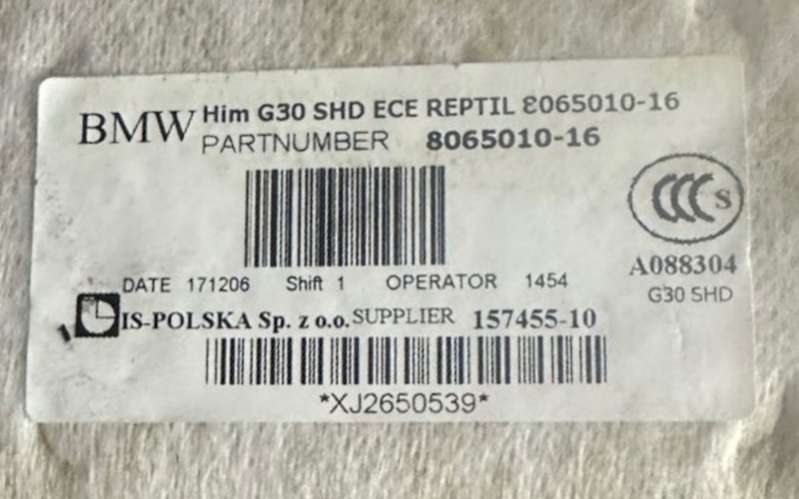 BMW Him G30 SHD ECE REPTIL 8065010-16
PARTNUMBER 8065010-16
CCC S
A088304
DATE 171206 Shift 1 OPERATOR 1454
G30 SHD
IS-POLSKA Sp. z o.o. SUPPLIER 157455-10
*XJ2650539*